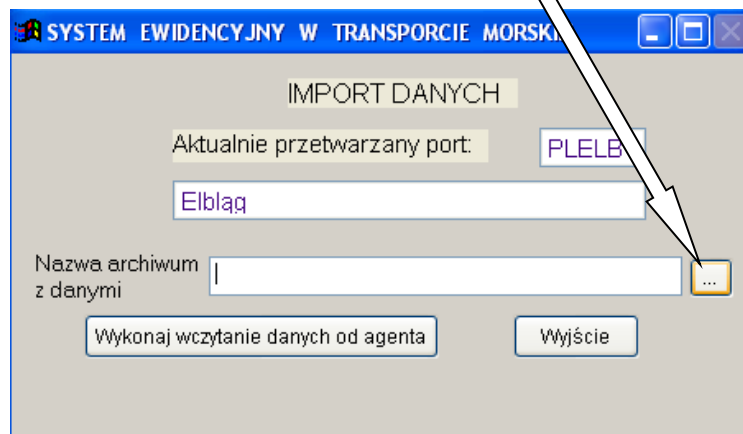 SYSTEM EWIDENCYJNY W TRANSPORCIE
IMPORT DANYCH
Aktualnie przetwarzany port: PLELB
Elbląg
Nazwa archiwum
z danymi
...
Wykonaj wczytanie danych od agenta Wyjście